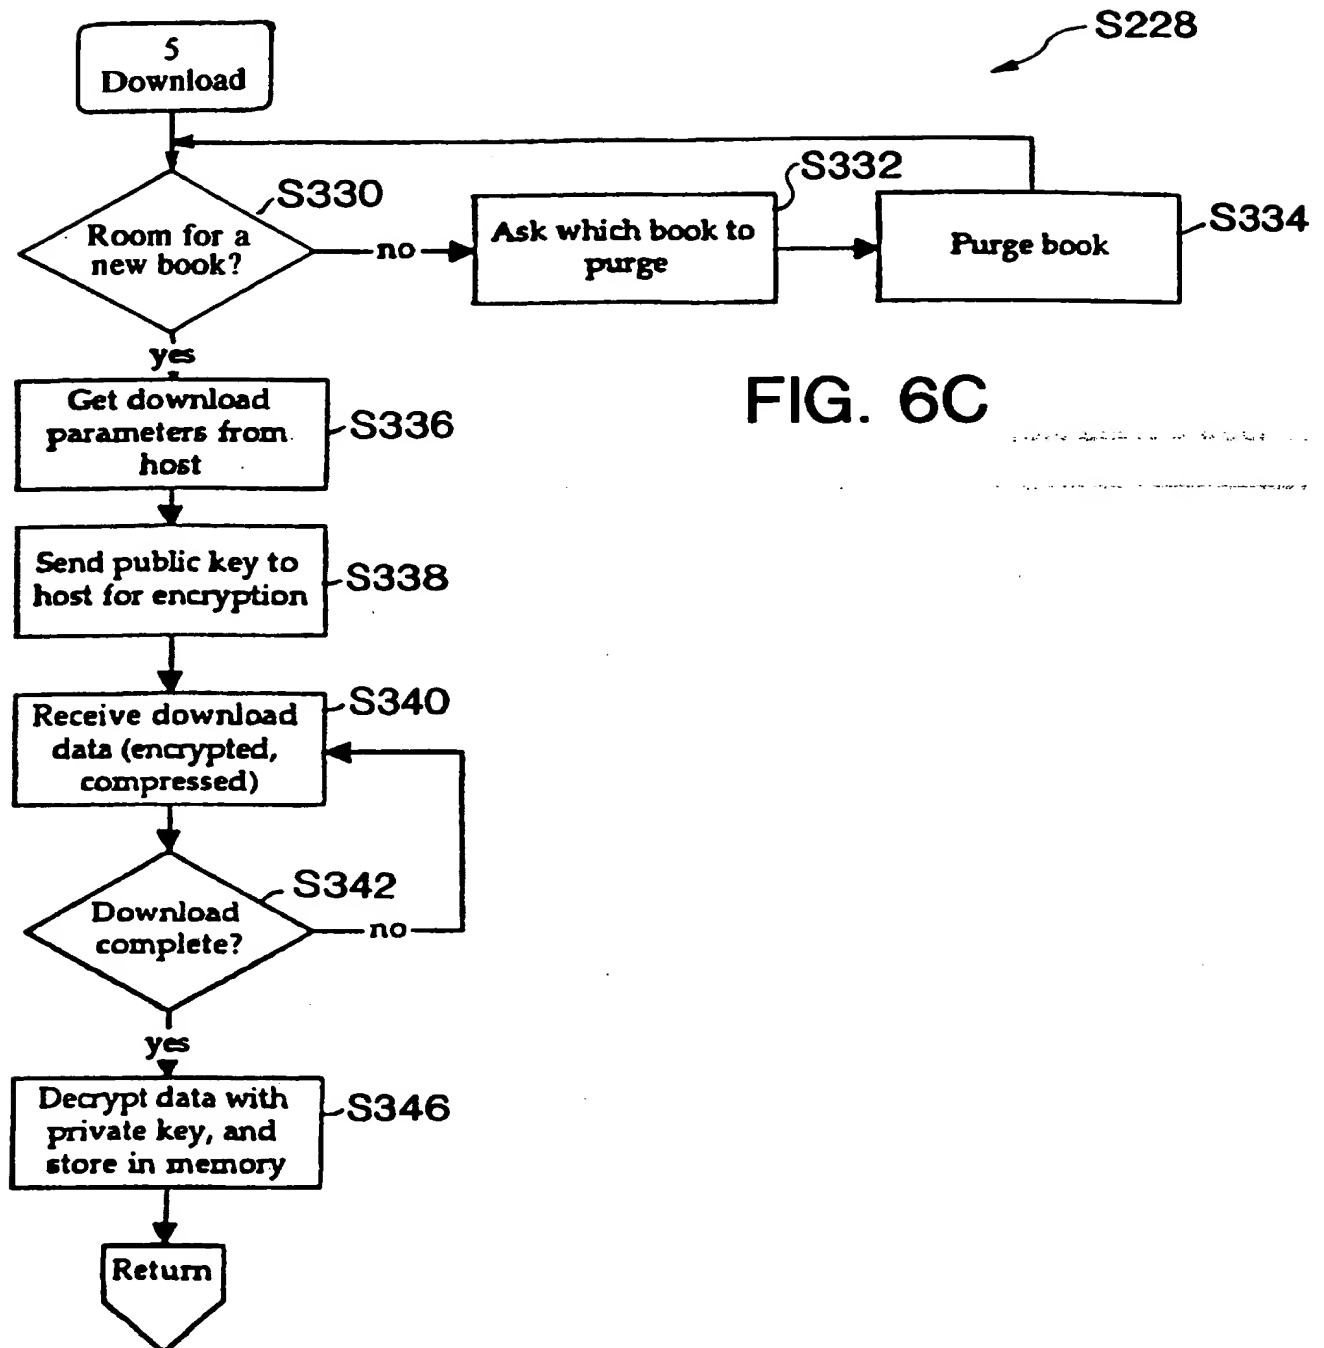 S228
5
Download
S330
Room for a
new book?
no
S332
Ask which book to
purge
S334
Purge book
yes
Get download
parameters from
host
S336
FIG. 6C
Send public key to
host for encryption
S338
S340
Receive download
data (encrypted,
compressed)
S342
Download
complete?
no
yes
Decrypt data with
private key, and
store in memory
S346
Return